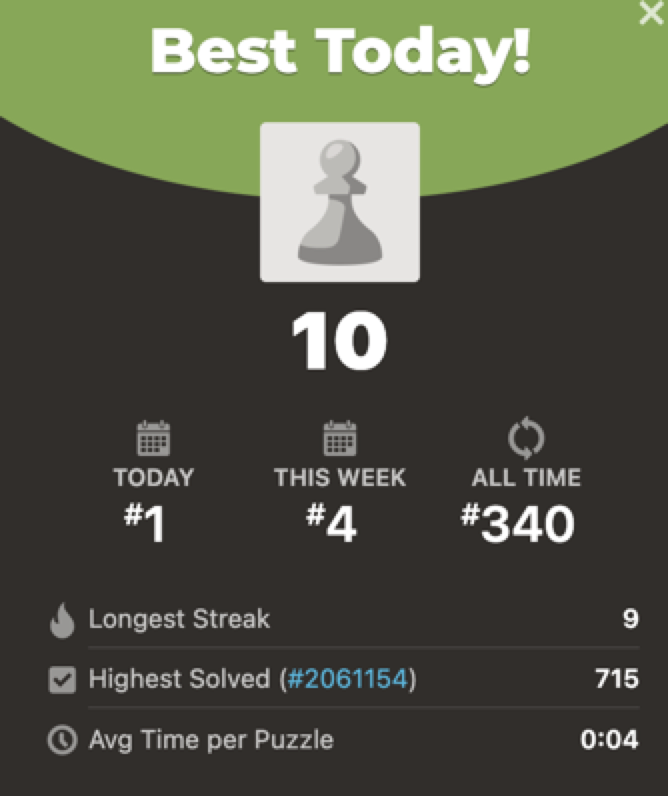 Best Today!
10
TODAY THIS WEEK ALL TIME
#1 #4 #340
Longest Streak 9
Highest Solved (#2061154) 715
Avg Time per Puzzle 0:04